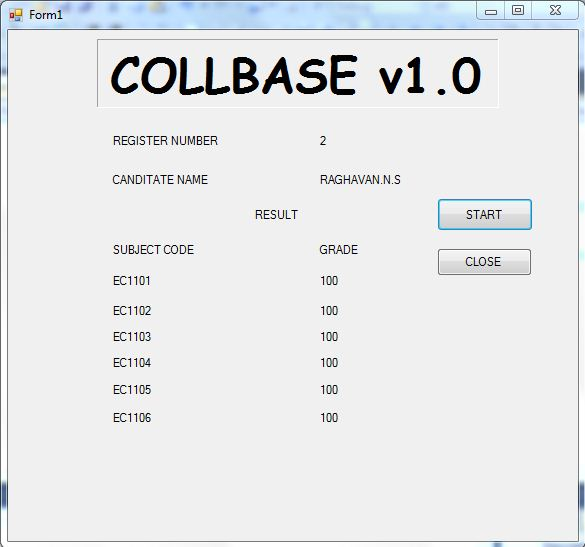 Form1
COLLBASE v1.0
REGISTER NUMBER 2
CANDITATE NAME RAGHAVAN.N.S
RESULT START
SUBJECT CODE GRADE CLOSE
EC1101 100
EC1102 100
EC1103 100
EC1104 100
EC1105 100
EC1106 100